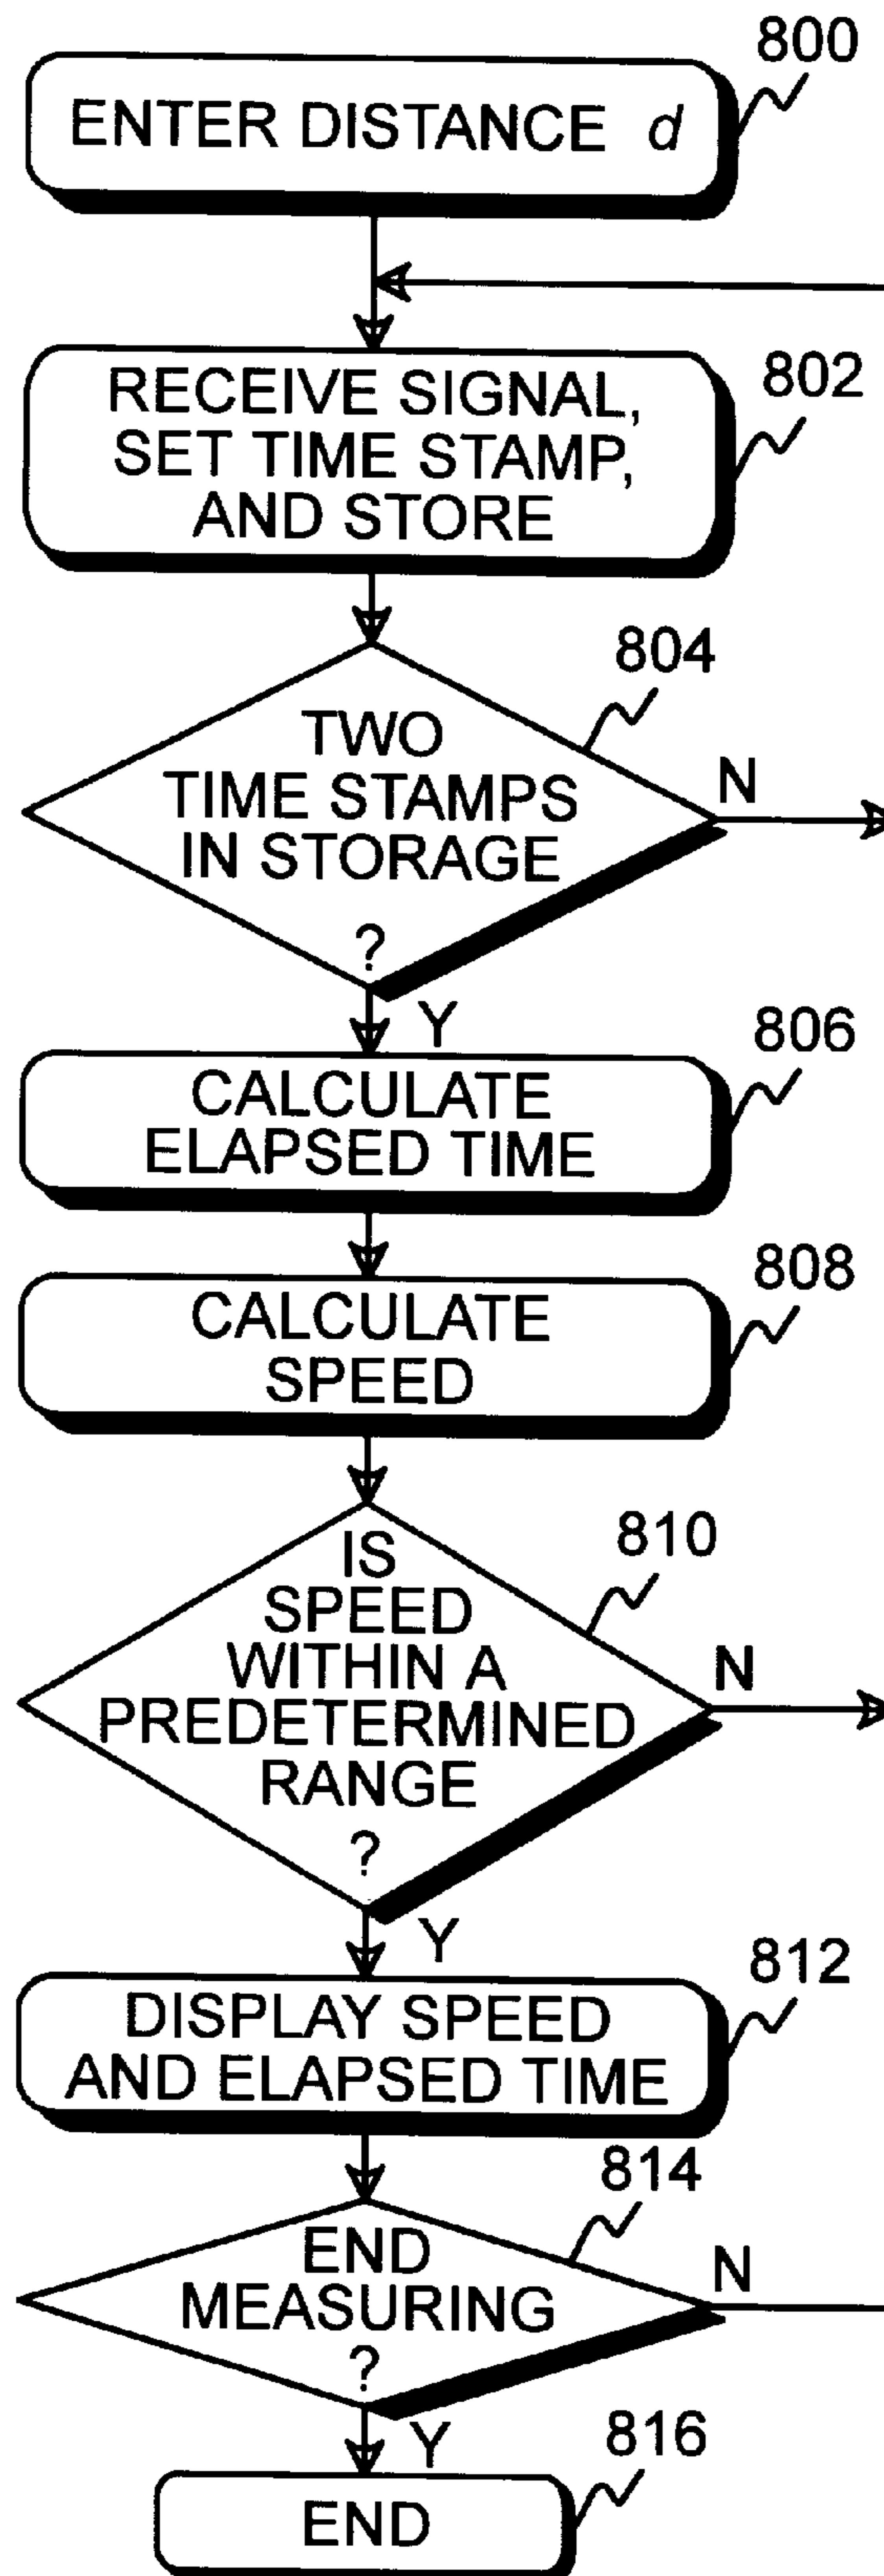 800
ENTER DISTANCE d
802
RECEIVE SIGNAL,
SET TIME STAMP,
AND STORE
804
TWO
TIME STAMPS
IN STORAGE
?
N
Y
806
CALCULATE
ELAPSED TIME
808
CALCULATE
SPEED
810
IS
SPEED
WITHIN A
PREDETERMINED
RANGE
?
N
Y
812
DISPLAY SPEED
AND ELAPSED TIME
814
END
MEASURING
?
N
Y
816
END